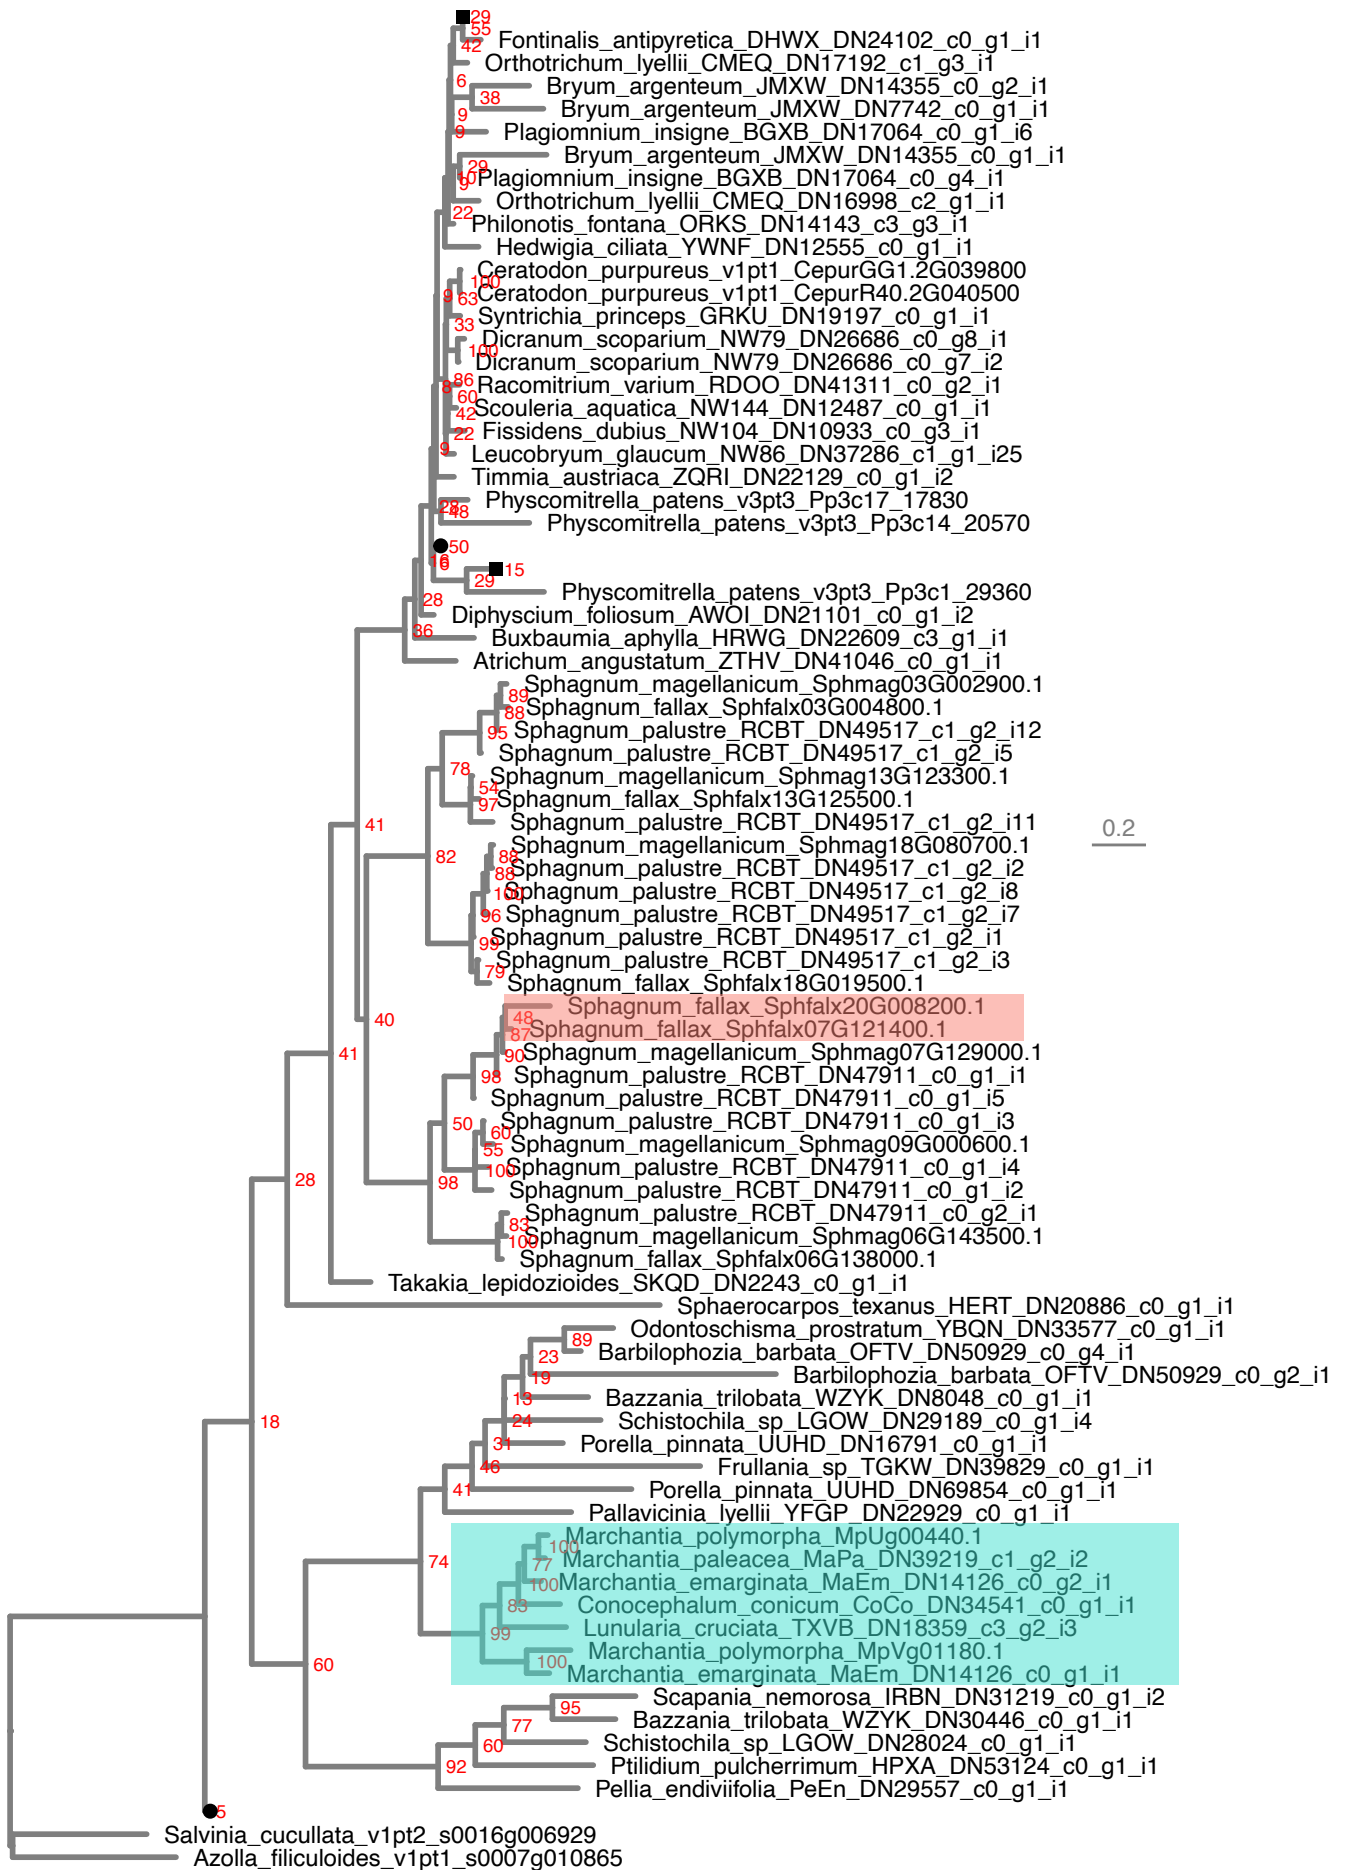 29
55
Fontinalis_antipyretica_DHWX_DN24102_c0_g1_i1
42
Orthotrichum_lyellii_CMEQ_DN17192_c1_g3_i1
6
Bryum_argenteum_JMXW_DN14355_c0_g2_i1
38
Bryum_argenteum_JMXW_DN7742_c0_g1_i1
9
9
Plagiomnium_insigne_BGXB_DN17064_c0_g1_i6
Bryum_argenteum_JMXW_DN14355_c0_g1_i1
29
10
Plagiomnium_insigne_BGXB_DN17064_c0_g4_i1
9
Orthotrichum_lyellii_CMEQ_DN16998_c2_g1_i1
22
Philonotis_fontana_ORKS_DN14143_c3_g3_i1
Hedwigia_ciliata_YWNF_DN12555_c0_g1_i1
Ceratodon_purpureus_v1pt1_CepurGG1.2G039800
100
Ceratodon_purpureus_v1pt1_CepurR40.2G040500
9
63
Syntrichia_princeps_GRKU_DN19197_c0_g1_i1
33
Dicranum_scoparium_NW79_DN26686_c0_g8_i1
100
Dicranum_scoparium_NW79_DN26686_c0_g7_i2
86
8
Racomitrium_varium_RDOO_DN41311_c0_g2_i1
60
Scouleria_aquatica_NW144_DN12487_c0_g1_i1
42
Fissidens_dubius_NW104_DN10933_c0_g3_i1
22
9
Leucobryum_glaucum_NW86_DN37286_c1_g1_i25
Timmia_austriaca_ZQRI_DN22129_c0_g1_i2
Physcomitrella_patens_v3pt3_Pp3c17_17830
48
Physcomitrella_patens_v3pt3_Pp3c14_20570
50
16
15
29
Physcomitrella_patens_v3pt3_Pp3c1_29360
28
Diphyscium_foliosum_AWOI_DN21101_c0_g1_i2
36
Buxbaumia_aphylla_HRWG_DN22609_c3_g1_i1
Atrichum_angustatum_ZTHV_DN41046_c0_g1_i1
Sphagnum_magellanicum_Sphmag03G002900.1
89
Sphagnum_fallax_Sphfalx03G004800.1
88
95
Sphagnum_palustre_RCBT_DN49517_c1_g2_i12
Sphagnum_palustre_RCBT_DN49517_c1_g2_i5
78
Sphagnum_magellanicum_Sphmag13G123300.1
54
97
Sphagnum_fallax_Sphfalx13G125500.1
Sphagnum_palustre_RCBT_DN49517_c1_g2_i11
41
0.2
Sphagnum_magellanicum_Sphmag18G080700.1
82
88
Sphagnum_palustre_RCBT_DN49517_c1_g2_i2
88
100
Sphagnum_palustre_RCBT_DN49517_c1_g2_i8
96
Sphagnum_palustre_RCBT_DN49517_c1_g2_i7
99
Sphagnum_palustre_RCBT_DN49517_c1_g2_i1
Sphagnum_palustre_RCBT_DN49517_c1_g2_i3
79
Sphagnum_fallax_Sphfalx18G019500.1
Sphagnum_fallax_Sphfalx20G008200.1
40
48
Sphagnum_fallax_Sphfalx07G121400.1
87
41
90
Sphagnum_magellanicum_Sphmag07G129000.1
98
Sphagnum_palustre_RCBT_DN47911_c0_g1_i1
Sphagnum_palustre_RCBT_DN47911_c0_g1_i5
50
Sphagnum_palustre_RCBT_DN47911_c0_g1_i3
60
Sphagnum_magellanicum_Sphmag09G000600.1
55
100
Sphagnum_palustre_RCBT_DN47911_c0_g1_i4
28
98
Sphagnum_palustre_RCBT_DN47911_c0_g1_i2
Sphagnum_palustre_RCBT_DN47911_c0_g2_i1
83
Sphagnum_magellanicum_Sphmag06G143500.1
100
Sphagnum_fallax_Sphfalx06G138000.1
Takakia_lepidozioides_SKQD_DN2243_c0_g1_i1
Sphaerocarpos_texanus_HERT_DN20886_c0_g1_i1
Odontoschisma_prostratum_YBQN_DN33577_c0_g1_i1
89
Barbilophozia_barbata_OFTV_DN50929_c0_g4_i1
23
19
Barbilophozia_barbata_OFTV_DN50929_c0_g2_i1
13
Bazzania_trilobata_WZYK_DN8048_c0_g1_i1
18
24
Schistochila_sp_LGOW_DN29189_c0_g1_i4
31
Porella_pinnata_UUHD_DN16791_c0_g1_i1
46
Frullania_sp_TGKW_DN39829_c0_g1_i1
41
Porella_pinnata_UUHD_DN69854_c0_g1_i1
Pallavicinia_lyellii_YFGP_DN22929_c0_g1_i1
Marchantia_polymorpha_MpUg00440.1
100
74
77
Marchantia_paleacea_MaPa_DN39219_c1_g2_i2
100
Marchantia_emarginata_MaEm_DN14126_c0_g2_i1
83
Conocephalum_conicum_CoCo_DN34541_c0_g1_i1
99
Lunularia_cruciata_TXVB_DN18359_c3_g2_i3
Marchantia_polymorpha_MpVg01180.1
60
100
Marchantia_emarginata_MaEm_DN14126_c0_g1_i1
Scapania_nemorosa_IRBN_DN31219_c0_g1_i2
95
Bazzania_trilobata_WZYK_DN30446_c0_g1_i1
77
60
Schistochila_sp_LGOW_DN28024_c0_g1_i1
92
Ptilidium_pulcherrimum_HPXA_DN53124_c0_g1_i1
Pellia_endiviifolia_PeEn_DN29557_c0_g1_i1
5
Salvinia_cucullata_v1pt2_s0016g006929
Azolla_filiculoides_v1pt1_s0007g010865